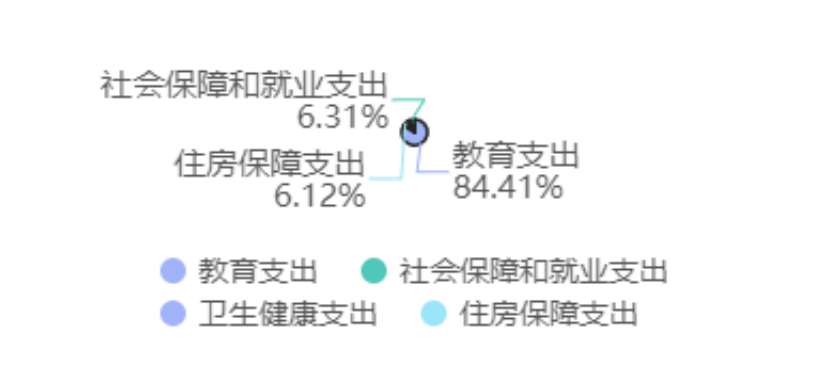 社会保障和就业支出
6.31%
住房保障支出
6.12%
教育支出
84.41%
教育支出
社会保障和就业支出
卫生健康支出
住房保障支出